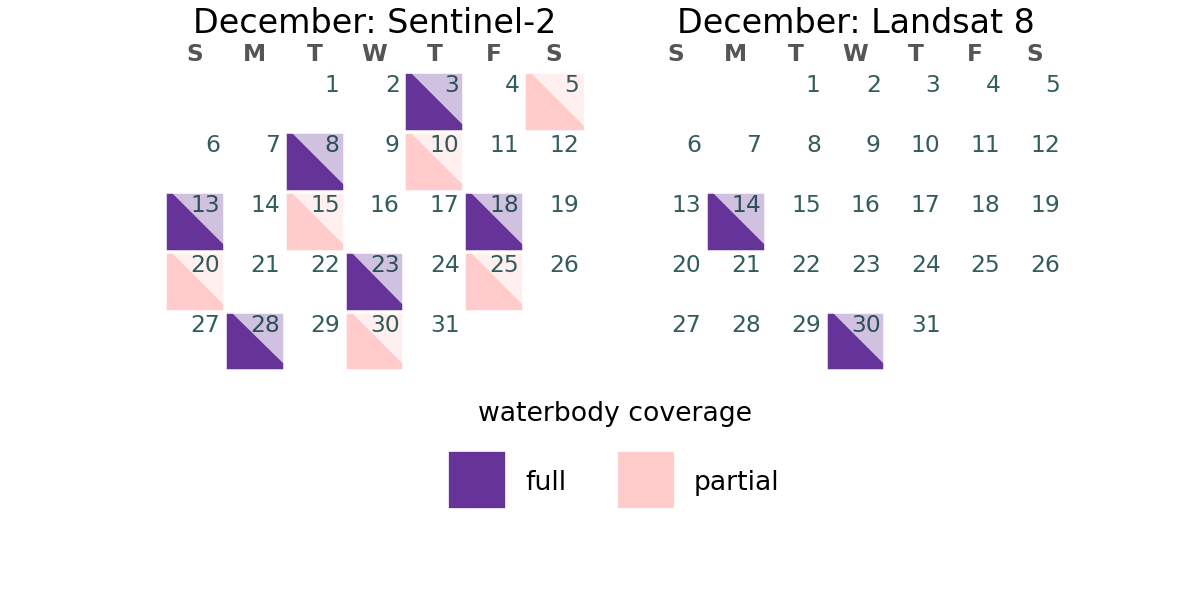 December: Sentinel-2
S M T W T F S
1 2 3 4 5
6 7 8 9 10 11 12
13 14 15 16 17 18 19
20 21 22 23 24 25 26
27 28 29 30 31
December: Landsat 8
S M T W T F S
1 2 3 4 5
6 7 8 9 10 11 12
13 14 15 16 17 18 19
20 21 22 23 24 25 26
27 28 29 30 31
waterbody coverage
full partial